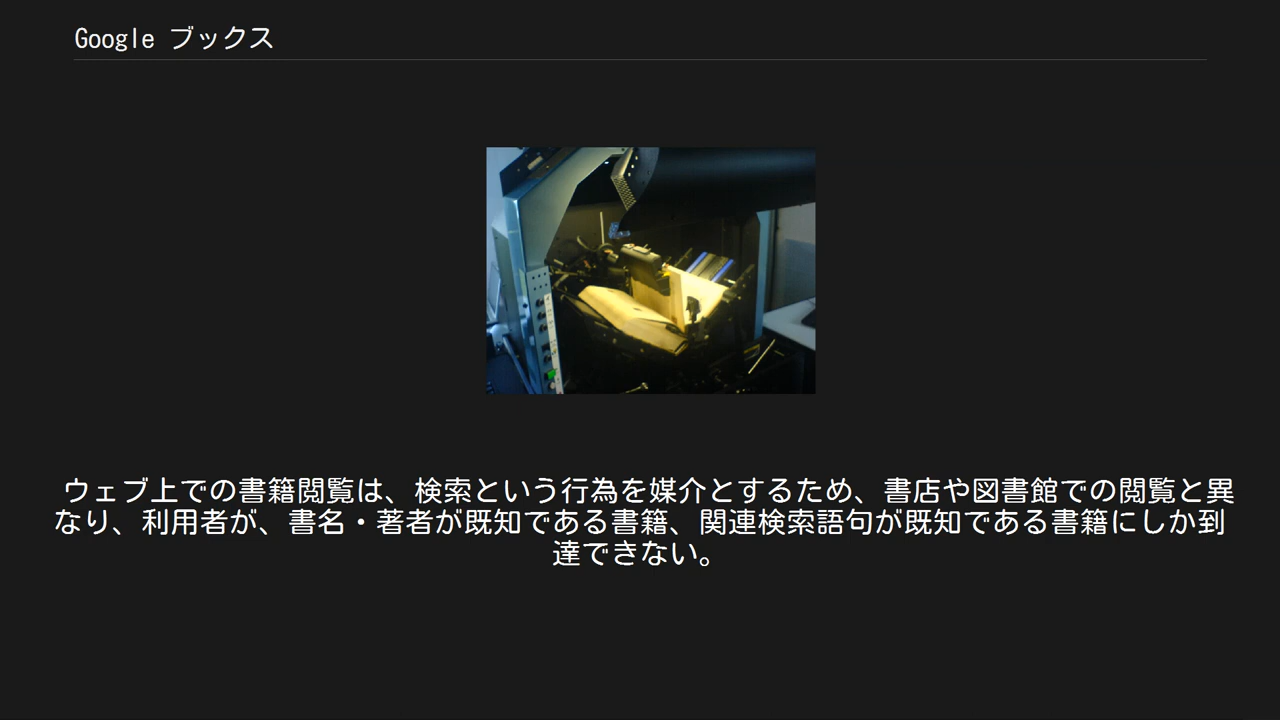 Google ブックス
ウェブ上での書籍閲覧は、検索という行為を媒介とするため、書店や図書館での閲覧と異
なり、利用者が、書名・著者が既知である書籍、関連検索語句が既知である書籍にしか到
達できない。